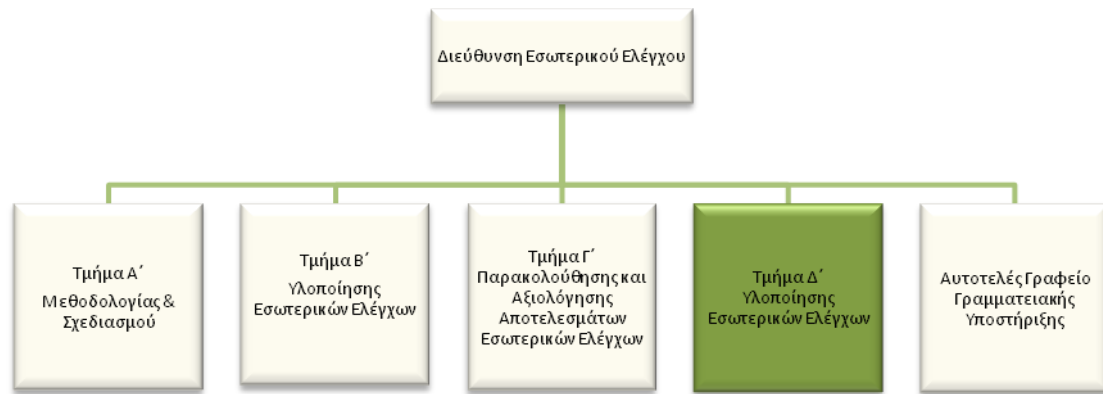 Διεύθυνση Εσωτερικού Ελέγχου
Τμήμα Α΄
Μεθοδολογίας &
Σχεδιασμού
Τμήμα Β΄
Υλοποίησης
Εσωτερικών Ελέγχων
Τμήμα Γ΄
Παρακολούθησης και
Αξιολόγησης
Αποτελεσμάτων
Εσωτερικών Ελέγχων
Τμήμα Δ΄
Υλοποίησης
Εσωτερικών Ελέγχων
Αυτοτελές Γραφείο
Γραμματειακής
Υποστήριξης